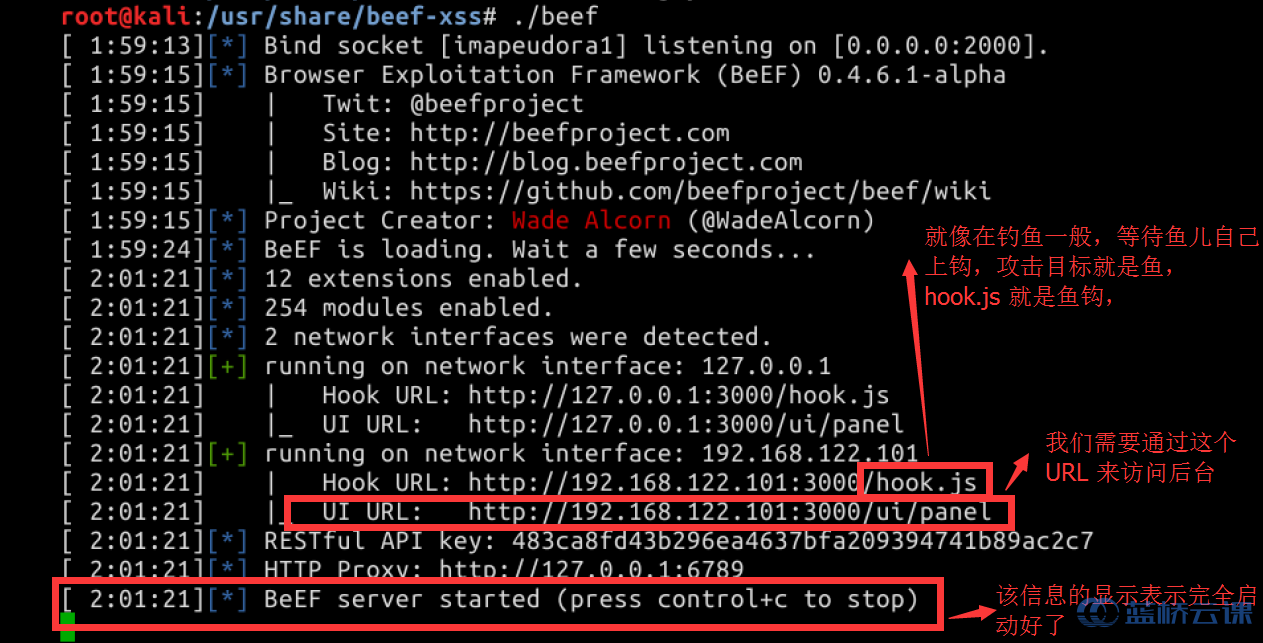 root@kali:/usr/share/beef-xss# ./beef
[ 1:59:13][*] Bind socket [imapeudora1] listening on [0.0.0.0:2000].
[ 1:59:15][*] Browser Exploitation Framework (BeEF) 0.4.6.1-alpha
[ 1:59:15]    |   Twit: @beefproject
[ 1:59:15]    |   Site: http://beefproject.com
[ 1:59:15]    |   Blog: http://blog.beefproject.com
[ 1:59:15]    |_  Wiki: https://github.com/beefproject/beef/wiki
[ 1:59:15][*] Project Creator: Wade Alcorn (@WadeAlcorn)
[ 1:59:24][*] BeEF is loading. Wait a few seconds...
[ 2:01:21][*] 12 extensions enabled.
[ 2:01:21][*] 254 modules enabled.
[ 2:01:21][*] 2 network interfaces were detected.
[ 2:01:21][+] running on network interface: 127.0.0.1
[ 2:01:21]    |   Hook URL: http://127.0.0.1:3000/hook.js
[ 2:01:21]    |_  UI URL:   http://127.0.0.1:3000/ui/panel
[ 2:01:21][+] running on network interface: 192.168.122.101
[ 2:01:21]    |   Hook URL: http://192.168.122.101:3000/hook.js
[ 2:01:21]    |_  UI URL:   http://192.168.122.101:3000/ui/panel
[ 2:01:21][*] RESTful API key: 483ca8fd43b296ea4637bfa209394741b89ac2c7
[ 2:01:21][*] HTTP Proxy: http://127.0.0.1:6789
[ 2:01:21][*] BeEF server started (press control+c to stop)
就像在钓鱼一般，等待鱼儿自己
上钩，攻击目标就是鱼，
hook.js 就是鱼钩，
我们需要通过这个
URL 来访问后台
该信息的显示表示完全启
动好了
蓝桥云课